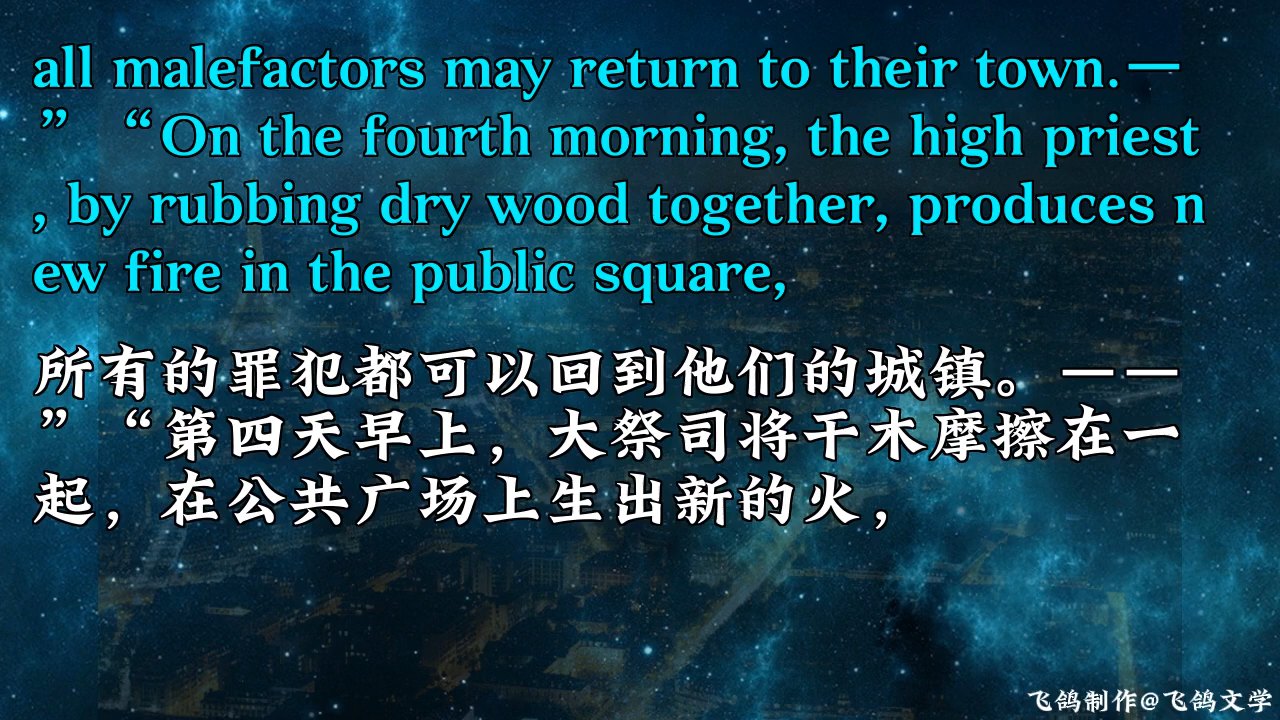 all malefactors may return to their town.—
” “On the fourth morning, the high priest
, by rubbing dry wood together, produces n
ew fire in the public square,
所有的罪犯都可以回到他们的城镇。——
”“第四天早上，大祭司将干木摩擦在一
起，在公共广场上生出新的火，
飞鸽制作@飞鸽文学